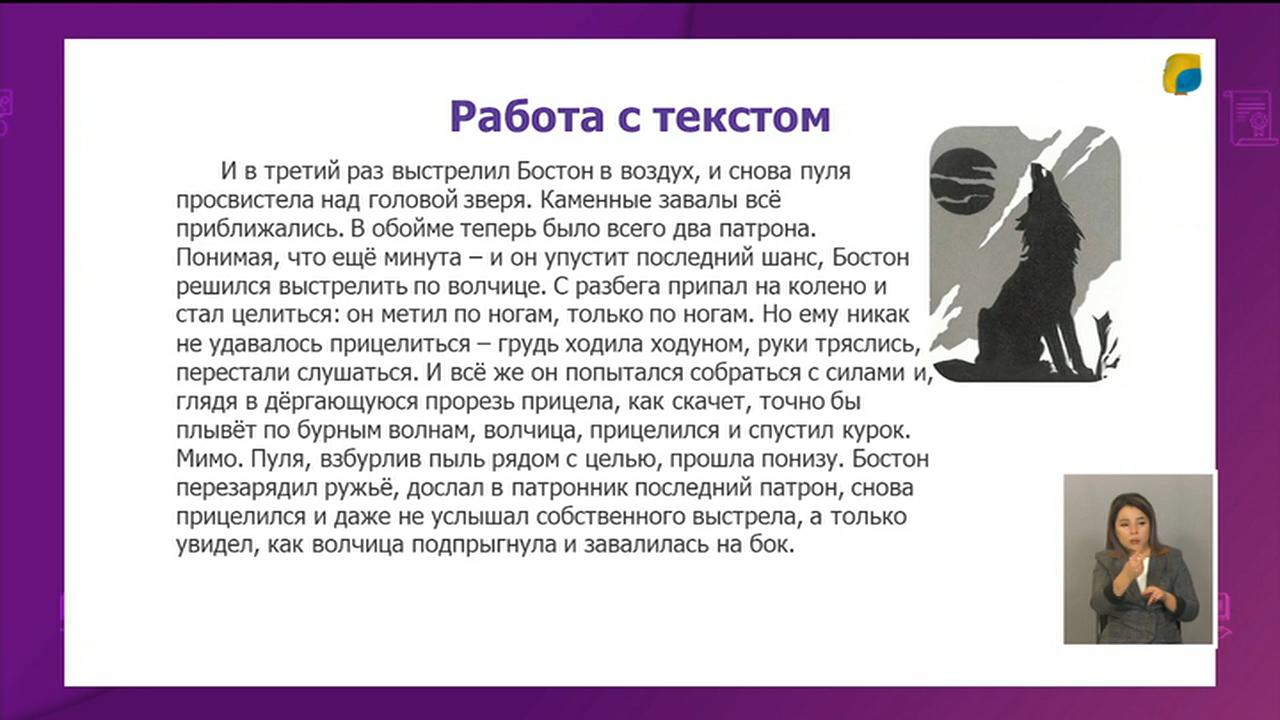 Работа с текстом
И в третий раз выстрелил Бостон в воздух, и снова пуля
просвистела над головой зверя. Каменные завалы всё
приближались. В обойме теперь было всего два патрона.
Понимая, что ещё минута – и он упустит последний шанс, Бостон
решился выстрелить по волчице. С разбега припал на колено и
стал целиться: он метил по ногам, только по ногам. Но ему никак
не удавалось прицелиться – грудь ходила ходуном, руки тряслись,
перестали слушаться. И всё же он попытался собраться с силами и,
глядя в дёргающуюся прорезь прицела, как скачет, точно бы
плывёт по бурным волнам, волчица, прицелился и спустил курок.
Мимо. Пуля, взбурлив пыль рядом с целью, прошла понизу. Бостон
перезарядил ружьё, дослал в патронник последний патрон, снова
прицелился и даже не услышал собственного выстрела, а только
увидел, как волчица подпрыгнула и завалилась на бок.